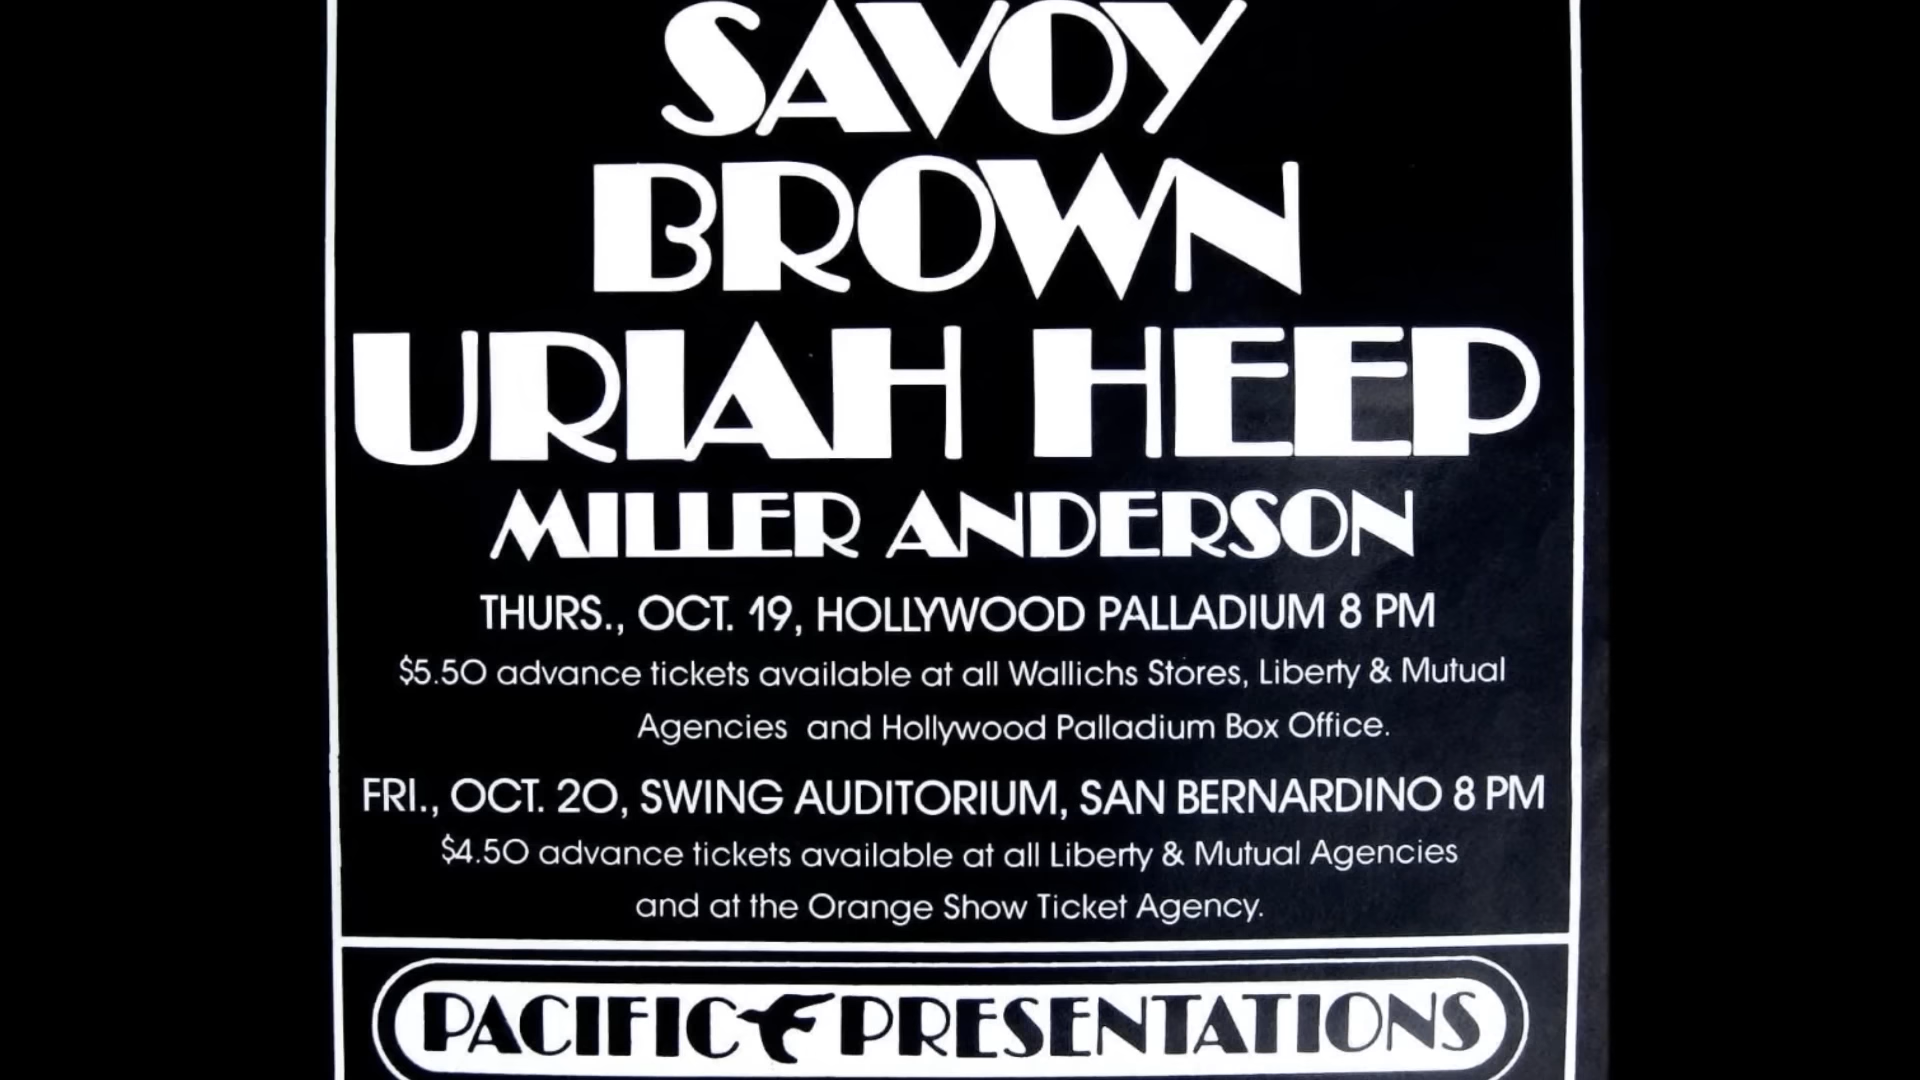 SAVOY
BROWN
URIAH HEEP
MILLER ANDERSON
THURS., OCT. 19, HOLLYWOOD PALLADIUM 8 PM
$5.50 advance tickets available at all Wallichs Stores, Liberty & Mutual
Agencies and Hollywood Palladium Box Office.
FRI., OCT. 20, SWING AUDITORIUM, SAN BERNARDINO 8 PM
$4.50 advance tickets available at all Liberty & Mutual Agencies
and at the Orange Show Ticket Agency.
PACIFIC PRESENTATIONS